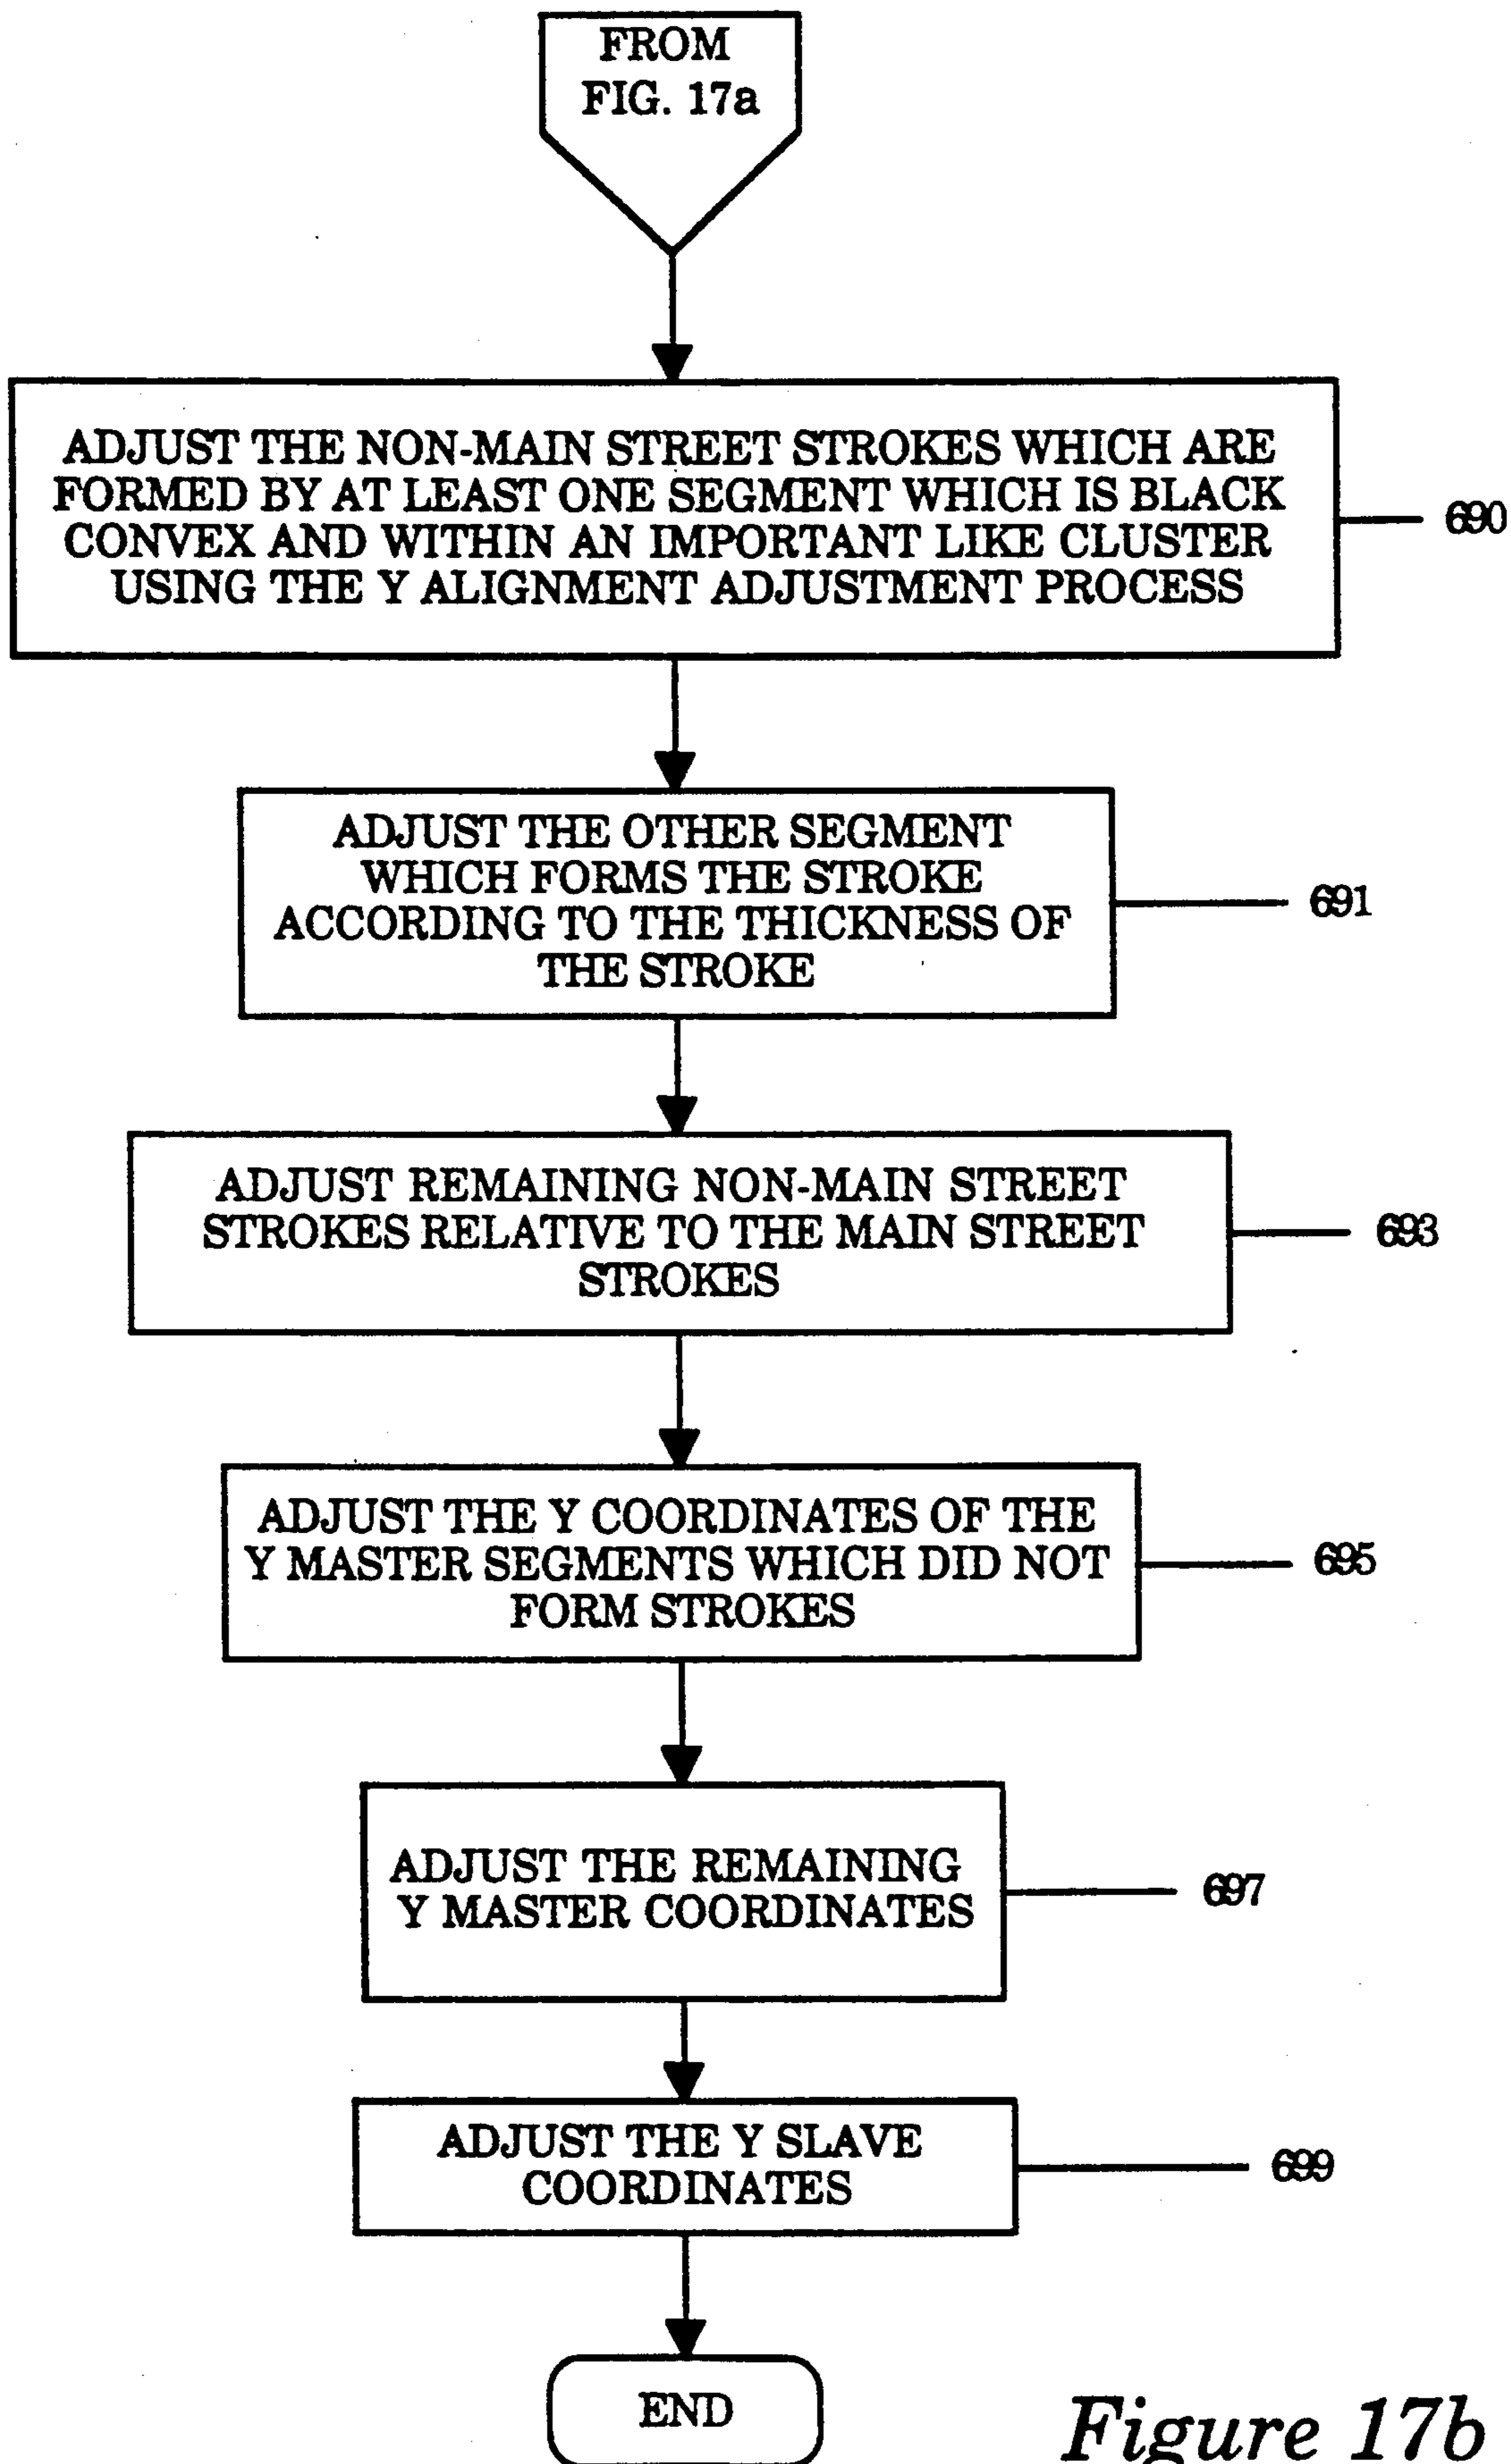 FROM
FIG. 17a
ADJUST THE NON-MAIN STREET STROKES WHICH ARE
FORMED BY AT LEAST ONE SEGMENT WHICH IS BLACK
CONVEX AND WITHIN AN IMPORTANT LIKE CLUSTER
USING THE Y ALIGNMENT ADJUSTMENT PROCESS
690
ADJUST THE OTHER SEGMENT
WHICH FORMS THE STROKE
ACCORDING TO THE THICKNESS OF
THE STROKE
691
ADJUST REMAINING NON-MAIN STREET
STROKES RELATIVE TO THE MAIN STREET
STROKES
693
ADJUST THE Y COORDINATES OF THE
Y MASTER SEGMENTS WHICH DID NOT
FORM STROKES
695
ADJUST THE REMAINING
Y MASTER COORDINATES
697
ADJUST THE Y SLAVE
COORDINATES
699
END
Figure 17b